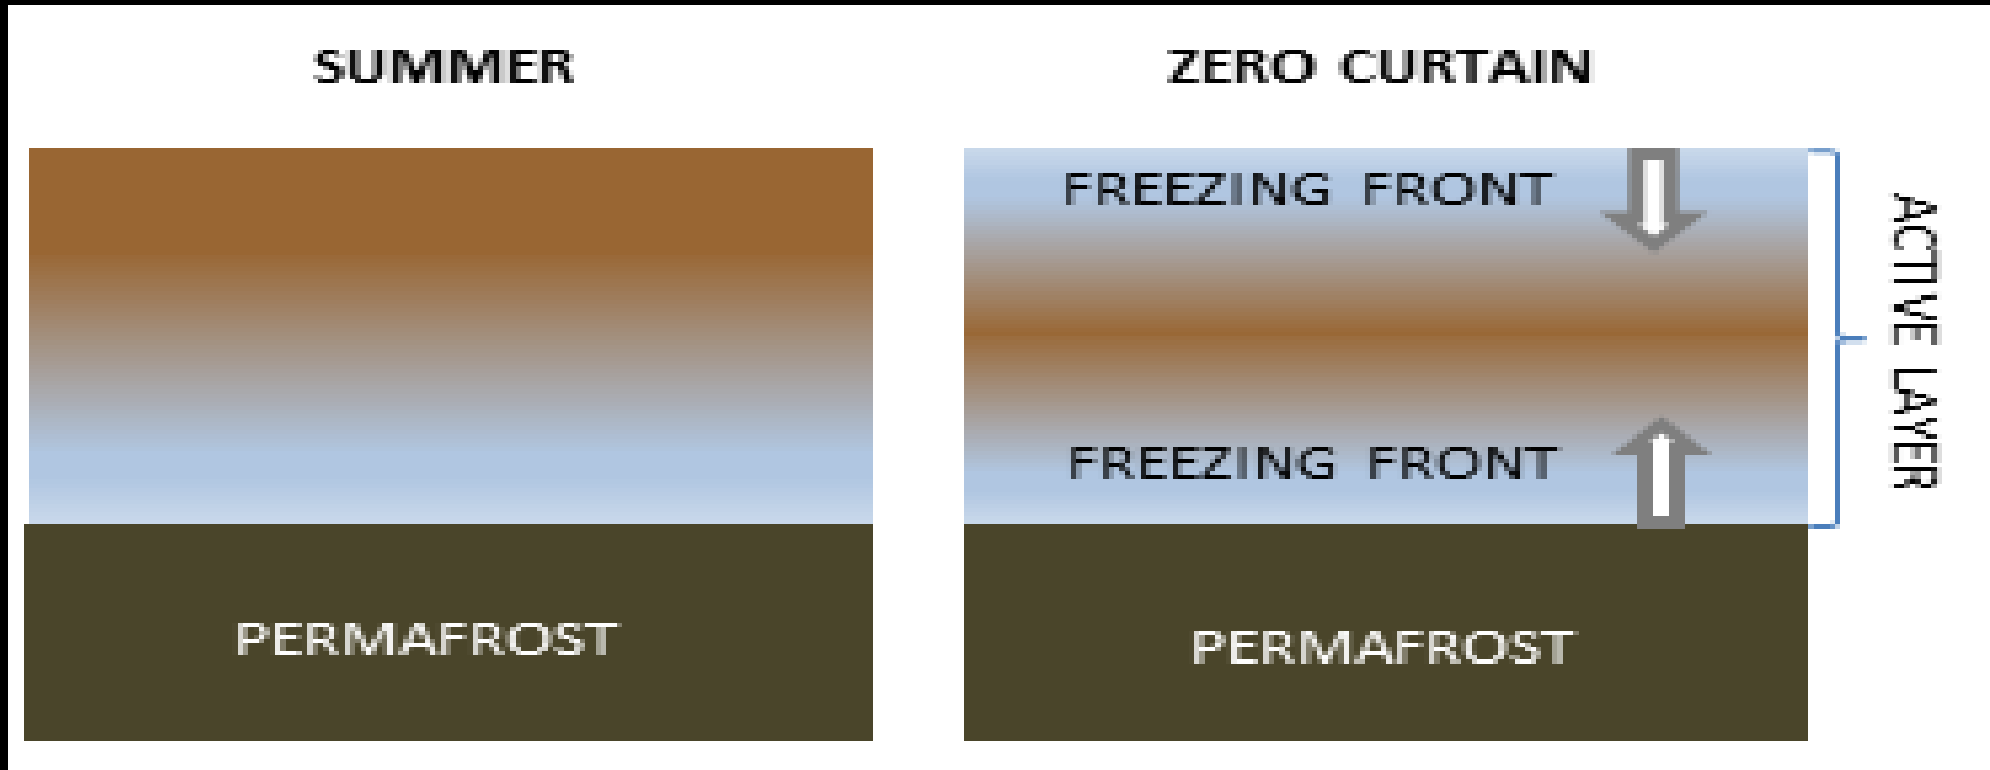 SUMMER
ZERO CURTAIN
FREEZING FRONT
FREEZING FRONT
ACTIVE LAYER
PERMAFROST
PERMAFROST